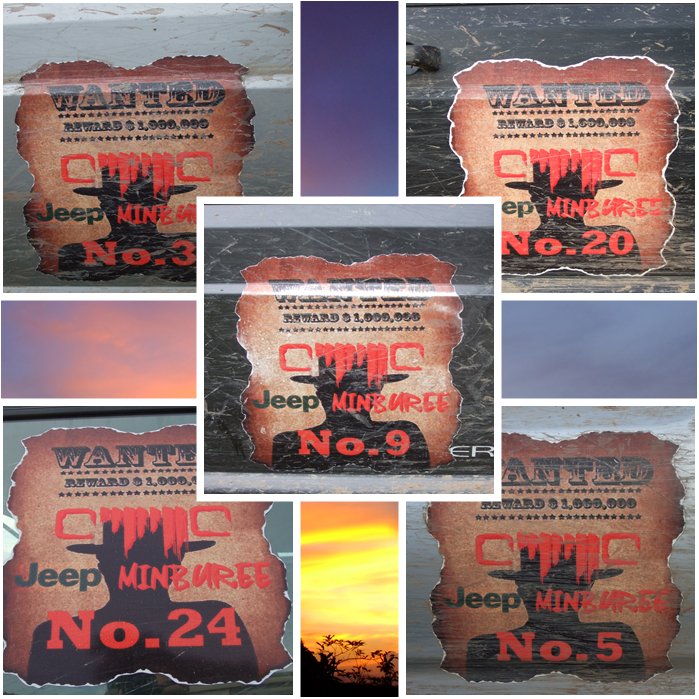 WANTED
REWARD $ 1,000,000
Jeep MINBUREE
No.3
WANTED
REWARD $ 1,000,000
Jeep MINBUREE
No.20
WANTED
REWARD $ 1,000,000
Jeep MINBUREE
No.9
ER
WANTED
REWARD $ 1,000,000
Jeep MINBUREE
No.24
WANTED
REWARD $ 1,000,000
Jeep MINBUREE
No.5